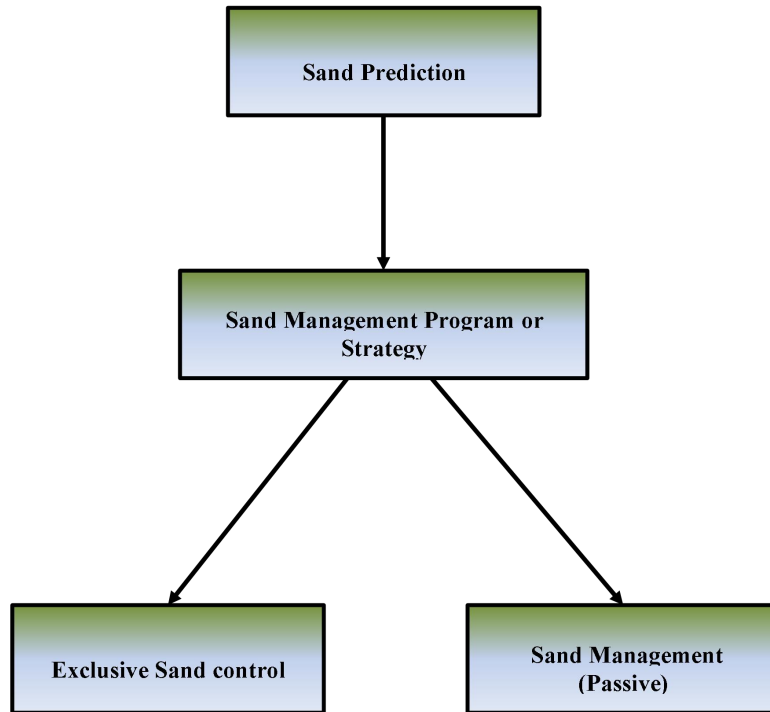 Sand Prediction
Sand Management Program or
Strategy
Exclusive Sand control
Sand Management
(Passive)